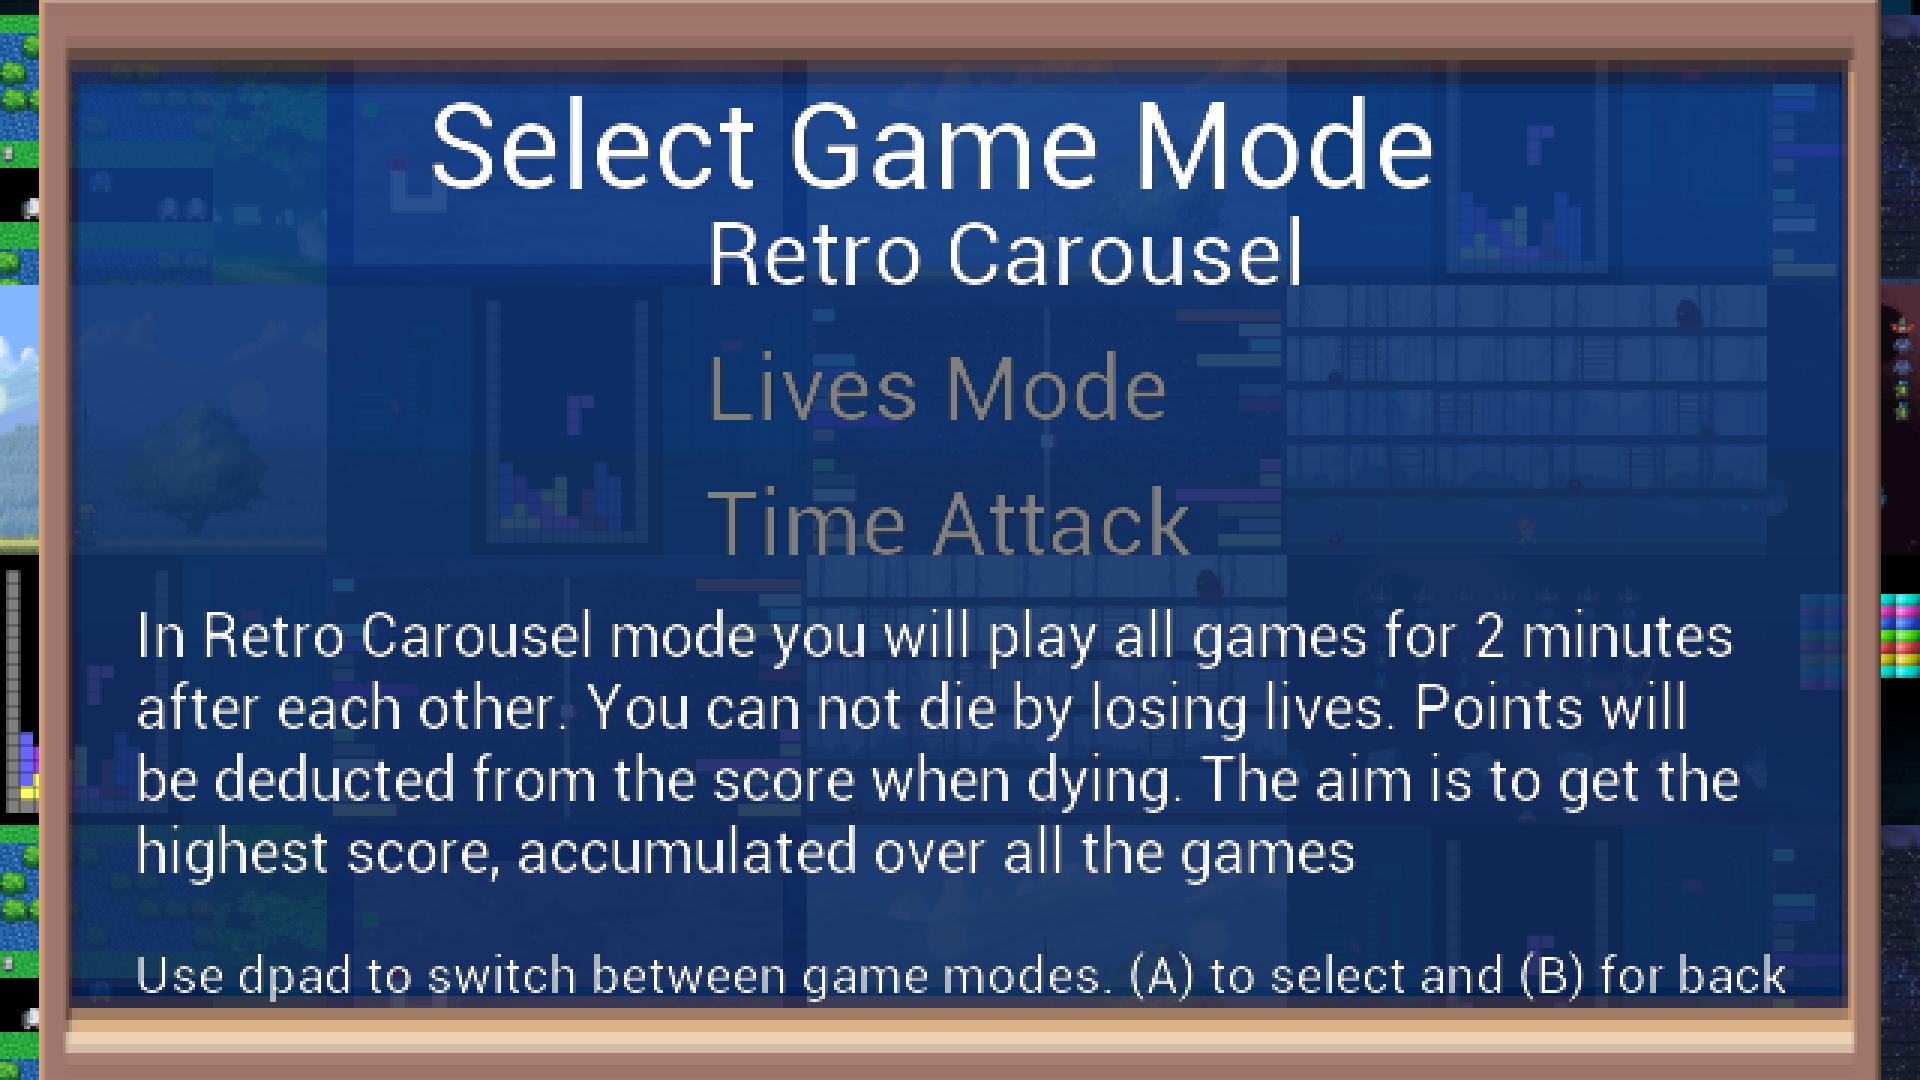 Select Game Mode
Retro Carousel
Lives Mode
Time Attack
In Retro Carousel mode you will play all games for 2 minutes
after each other. You can not die by losing lives. Points will
be deducted from the score when dying. The aim is to get the
highest score, accumulated over all the games
Use dpad to switch between game modes. (A) to select and (B) for back